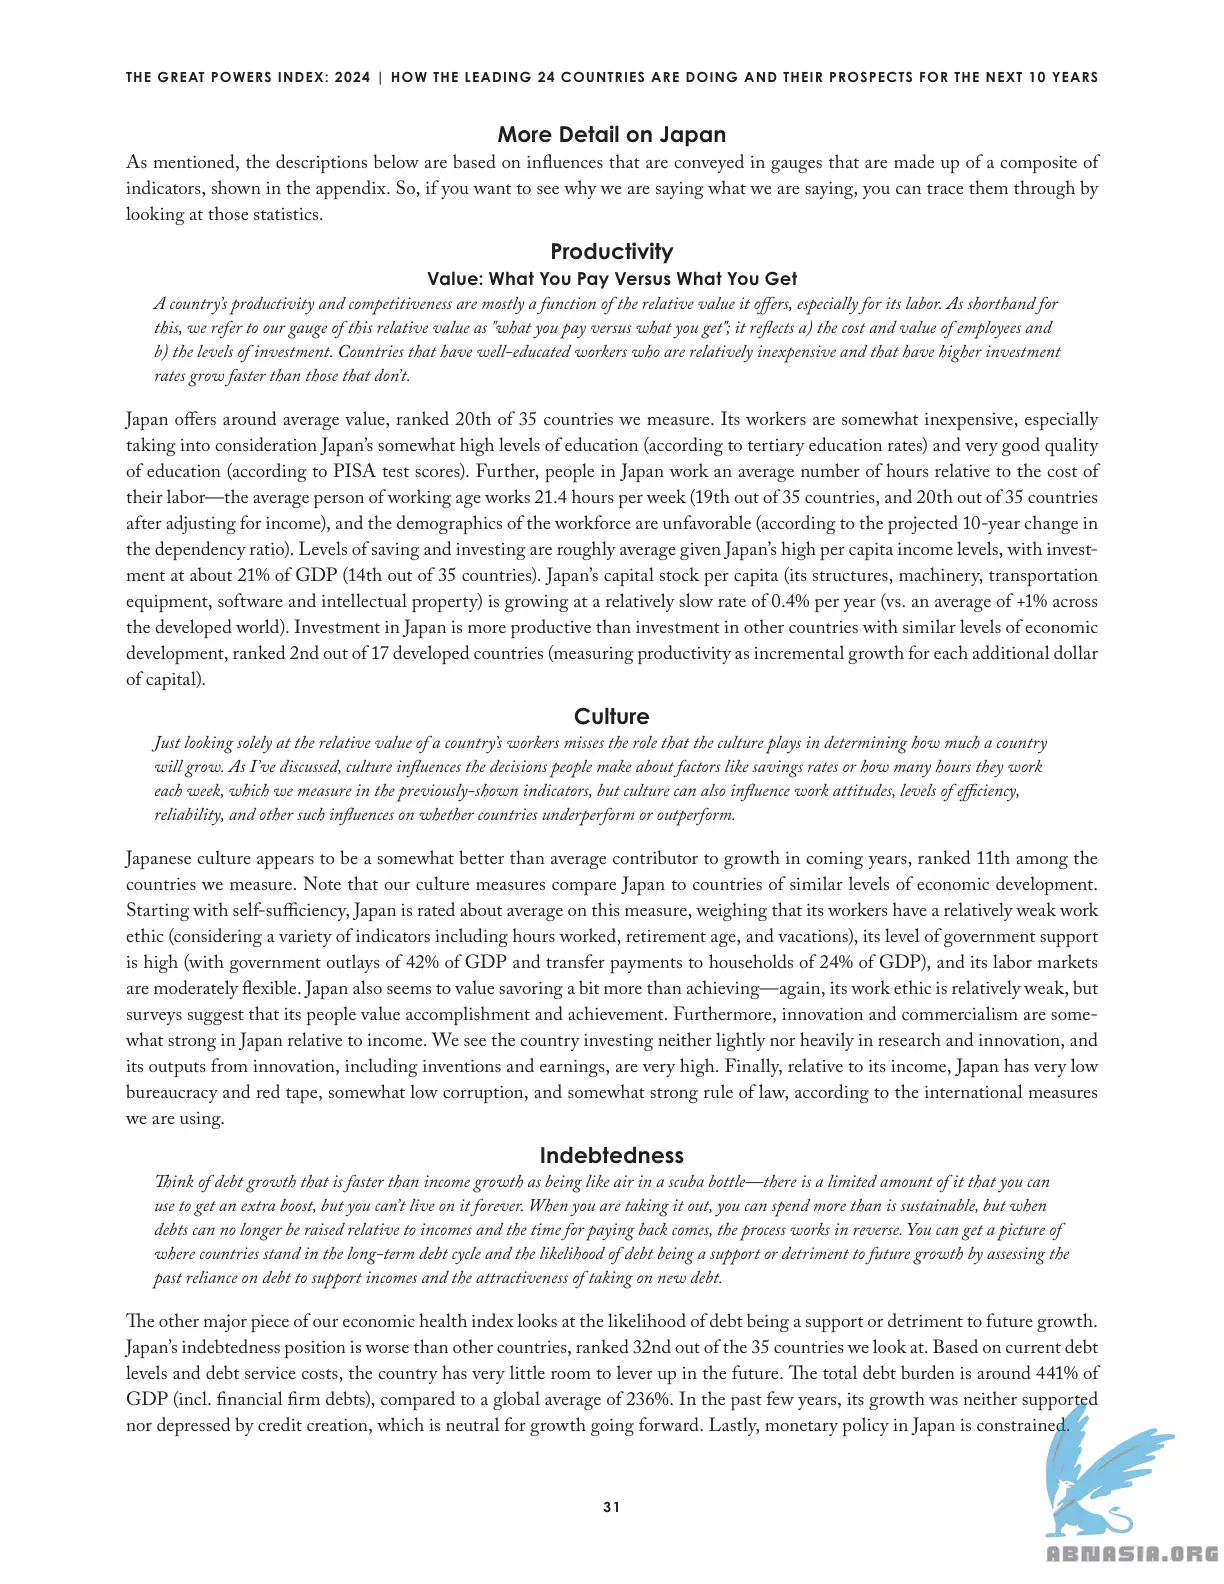 THE GREAT POWERS INDEX: 2024 | HOW THE LEADING 24 COUNTRIES ARE DOING AND THEIR PROSPECTS FOR THE NEXT 10 YEARS
More Detail on Japan
As mentioned, the descriptions below are based on influences that are conveyed in gauges that are made up of a composite of
indicators, shown in the appendix. So, if you want to see why we are saying what we are saying, you can trace them through by
looking at those statistics.
Productivity
Value: What You Pay Versus What You Get
A country's productivity and competitiveness are mostly a function of the relative value it offers, especially for its labor. As shorthand for
this, we refer to our gauge of this relative value as "what you pay versus what you get"; it reflects a) the cost and value of employees and
b) the levels of investment. Countries that have well-educated workers who are relatively inexpensive and that have higher investment
rates grow faster than those that don't.
Japan offers around average value, ranked 20th of 35 countries we measure. Its workers are somewhat inexpensive, especially
taking into consideration Japan's somewhat high levels of education (according to tertiary education rates) and very good quality
of education (according to PISA test scores). Further, people in Japan work an average number of hours relative to the cost of
their labor—the average person of working age works 21.4 hours per week (19th out of 35 countries, and 20th out of 35 countries
after adjusting for income), and the demographics of the workforce are unfavorable (according to the projected 10-year change in
the dependency ratio). Levels of saving and investing are roughly average given Japan's high per capita income levels, with invest-
ment at about 21% of GDP (14th out of 35 countries). Japan's capital stock per capita (its structures, machinery, transportation
equipment, software and intellectual property) is growing at a relatively slow rate of 0.4% per year (vs. an average of +1% across
the developed world). Investment in Japan is more productive than investment in other countries with similar levels of economic
development, ranked 2nd out of 17 developed countries (measuring productivity as incremental growth for each additional dollar
of capital).
Culture
Just looking solely at the relative value of a country's workers misses the role that the culture plays in determining how much a country
will grow. As I've discussed, culture influences the decisions people make about factors like savings rates or how many hours they work
each week, which we measure in the previously-shown indicators, but culture can also influence work attitudes, levels of efficiency,
reliability, and other such influences on whether countries underperform or outperform.
Japanese culture appears to be a somewhat better than average contributor to growth in coming years, ranked 11th among the
countries we measure. Note that our culture measures compare Japan to countries of similar levels of economic development.
Starting with self-sufficiency, Japan is rated about average on this measure, weighing that its workers have a relatively weak work
ethic (considering a variety of indicators including hours worked, retirement age, and vacations), its level of government support
is high (with government outlays of 42% of GDP and transfer payments to households of 24% of GDP), and its labor markets
are moderately flexible. Japan also seems to value savoring a bit more than achieving—again, its work ethic is relatively weak, but
surveys suggest that its people value accomplishment and achievement. Furthermore, innovation and commercialism are some-
what strong in Japan relative to income. We see the country investing neither lightly nor heavily in research and innovation, and
its outputs from innovation, including inventions and earnings, are very high. Finally, relative to its income, Japan has very low
bureaucracy and red tape, somewhat low corruption, and somewhat strong rule of law, according to the international measures
we are using.
Indebtedness
Think of debt growth that is faster than income growth as being like air in a scuba bottle—there is a limited amount of it that you can
use to get an extra boost, but you can't live on it forever. When you are taking it out, you can spend more than is sustainable, but when
debts can no longer be raised relative to incomes and the time for paying back comes, the process works in reverse. You can get a picture of
where countries stand in the long-term debt cycle and the likelihood of debt being a support or detriment to future growth by assessing the
past reliance on debt to support incomes and the attractiveness of taking on new debt.
The other major piece of our economic health index looks at the likelihood of debt being a support or detriment to future growth.
Japan's indebtedness position is worse than other countries, ranked 32nd out of the 35 countries we look at. Based on current debt
levels and debt service costs, the country has very little room to lever up in the future. The total debt burden is around 441% of
GDP (incl. financial firm debts), compared to a global average of 236%. In the past few years, its growth was neither supported
nor depressed by credit creation, which is neutral for growth going forward. Lastly, monetary policy in Japan is constrained.
31
ABNASIA.ORG